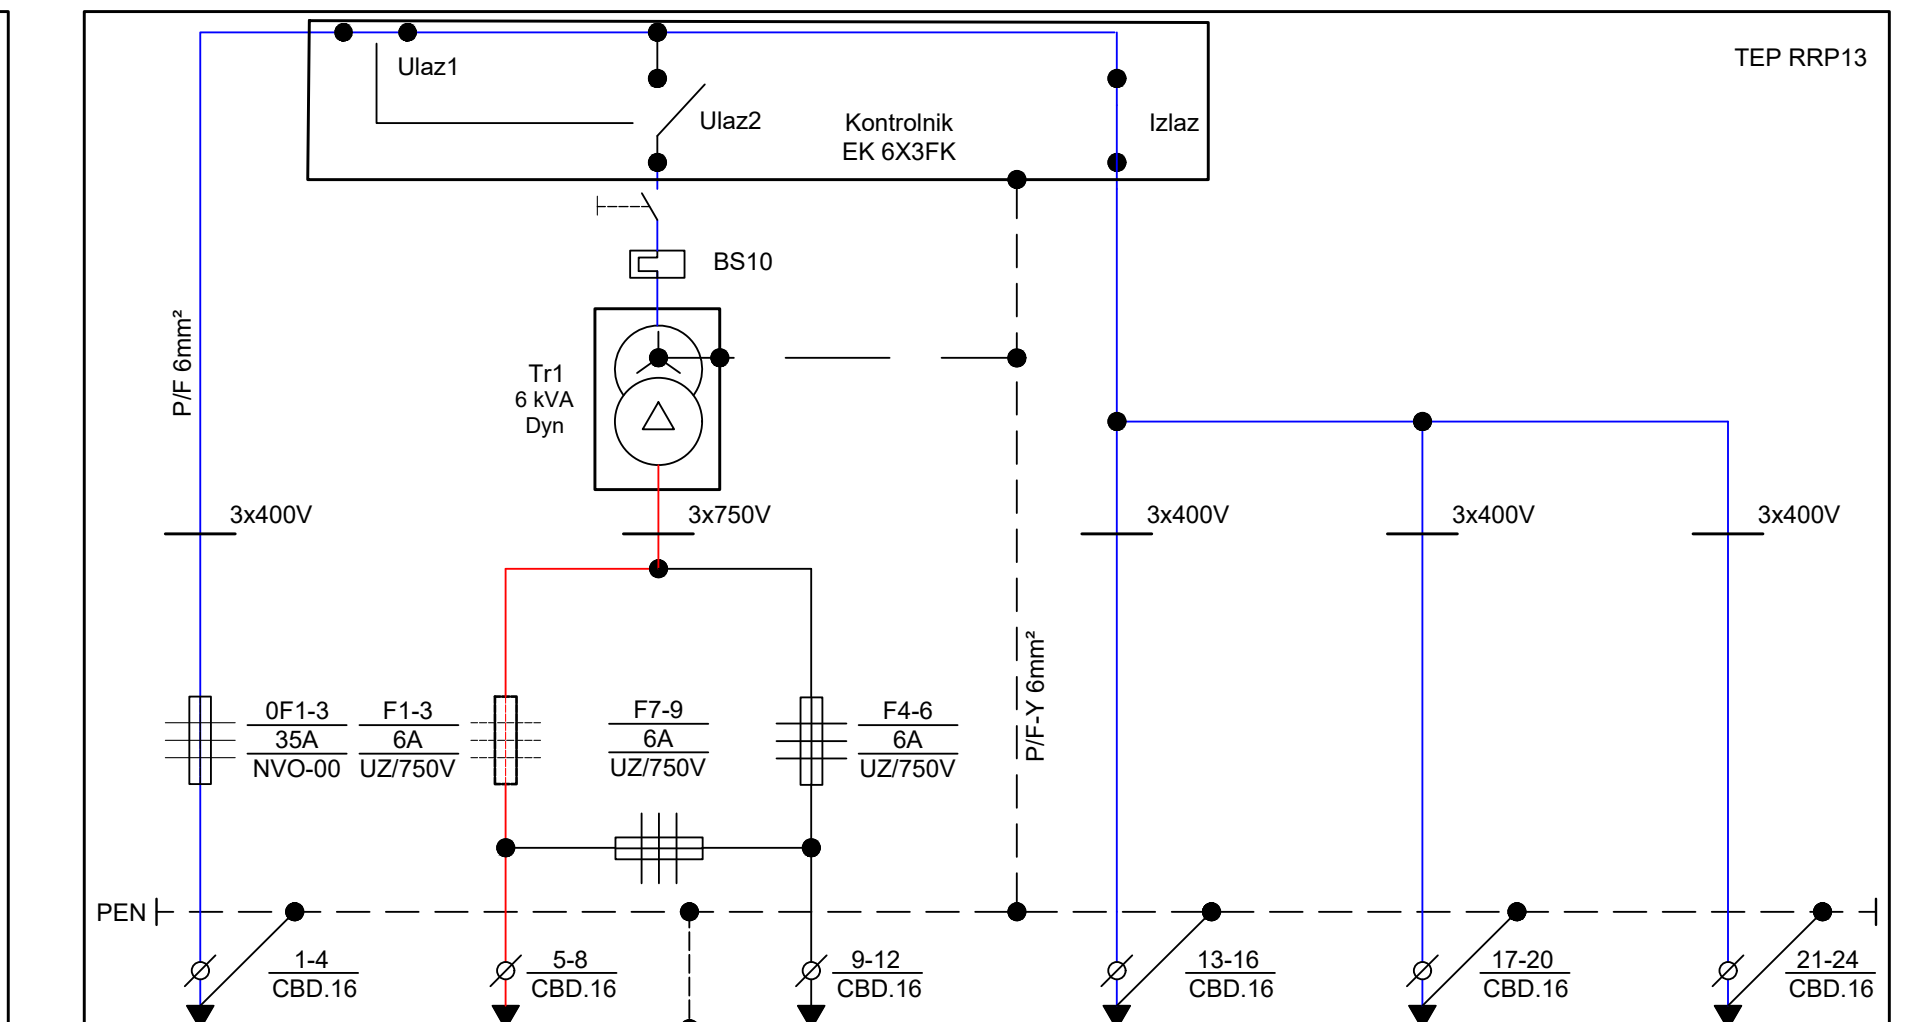 TEP RRP13
Ulaz1
Ulaz2
Kontrolnik
EK 6X3FK
Izlaz
BS10
P/F 6mm²
Tr1
6 kVA
Dyn
3x400V
3x750V
3x400V
3x400V
3x400V
P/F-Y 6mm²
0F1-3
35A
NVO-00
F1-3
6A
UZ/750V
F7-9
6A
UZ/750V
F4-6
6A
UZ/750V
PEN
1-4
CBD.16
5-8
CBD.16
9-12
CBD.16
13-16
CBD.16
17-20
CBD.16
21-24
CBD.16